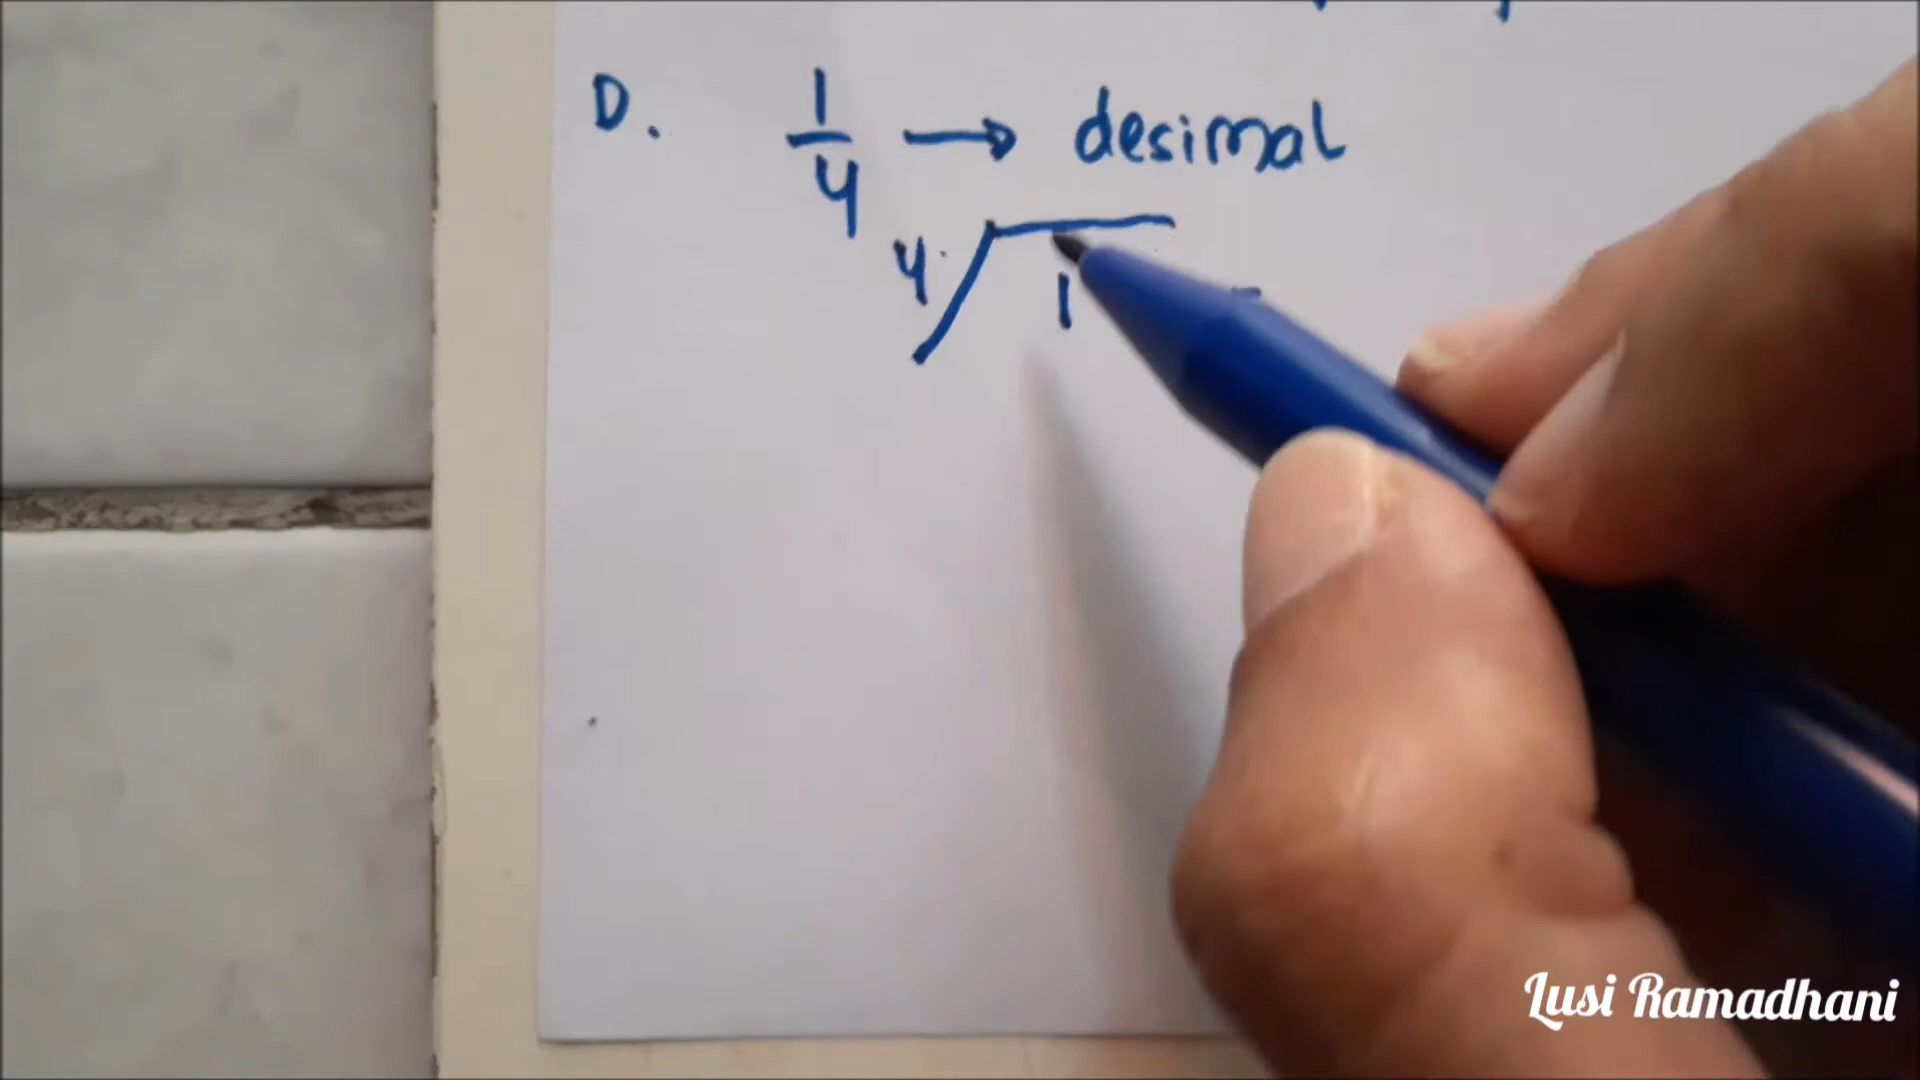 D. 1/4 → desimal
4 1
Lusi Ramadhani